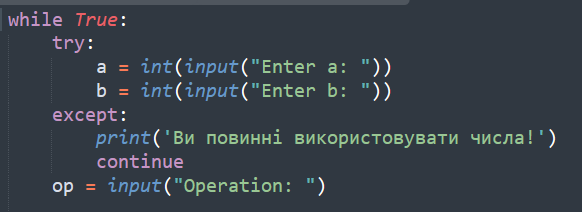 while True:
    try:
        a = int(input("Enter a: "))
        b = int(input("Enter b: "))
    except:
        print('Ви повинні використовувати числа!')
        continue
    op = input("Operation: ")